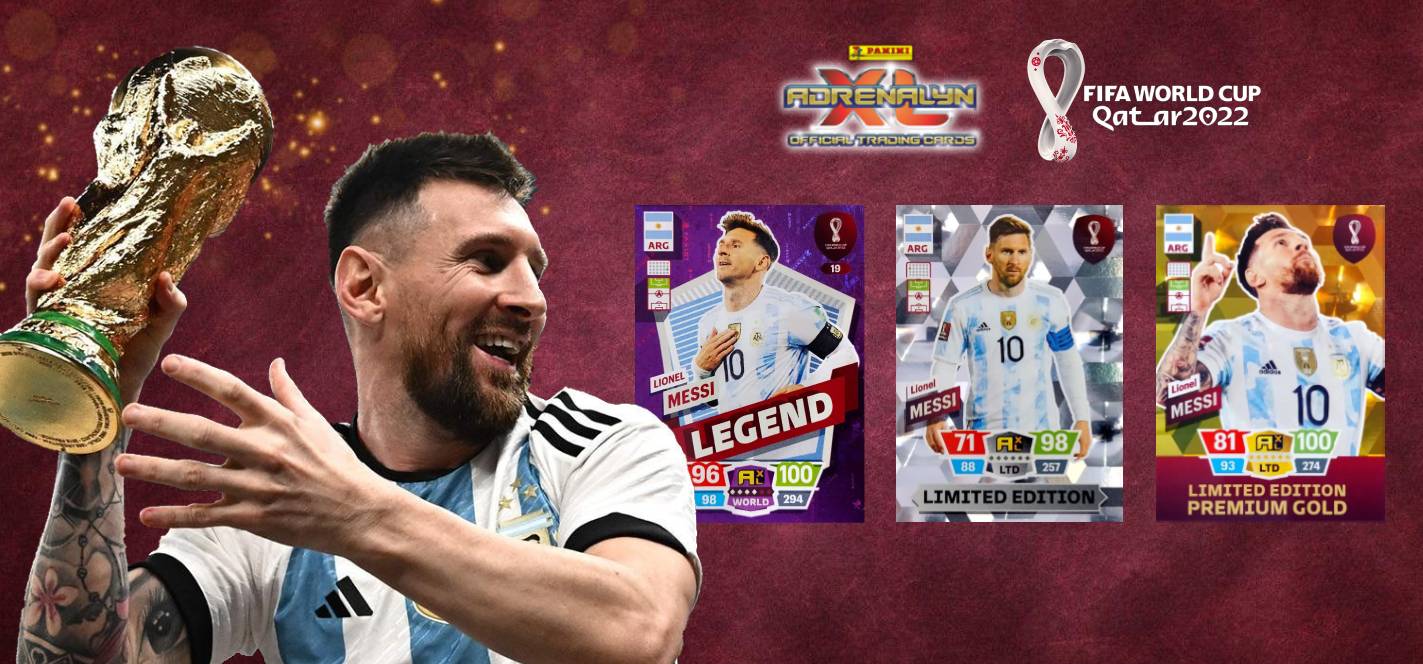 PANINI
ADRENALYN
XL
OFFICIAL TRADING CARDS
FIFA WORLD CUP
Qatar2022
ARG
19
LIONEL
MESSI
LEGEND
96
100
98
294
WORLD
ARG
10
Lionel
MESSI
71
98
88
257
LTD
LIMITED EDITION
ARG
10
Lionel
MESSI
81
100
93
274
LTD
LIMITED EDITION
PREMIUM GOLD